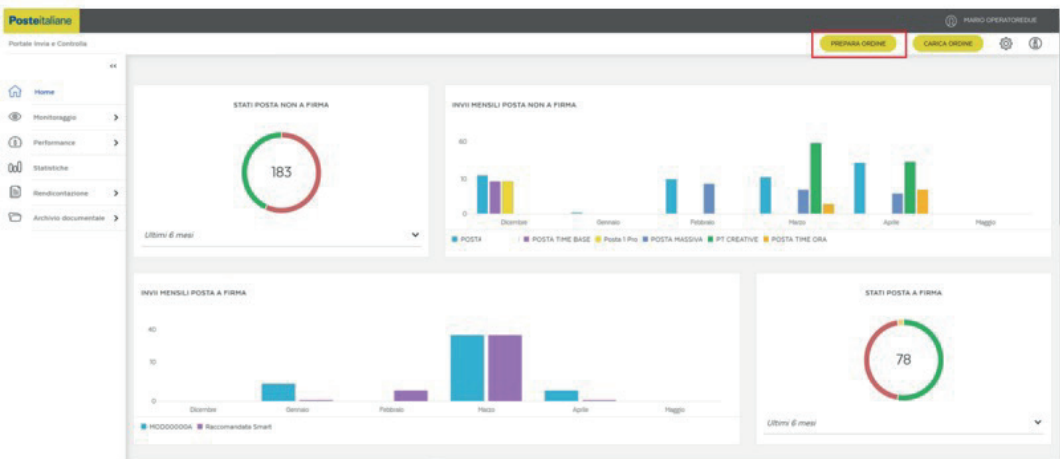 Posteitaliane
MARIO OPERATOREDUE
Portale Invia e Controlla
PREPARA ORDINE
CARICA ORDINE
Home
Monitoraggio
Performance
Statistiche
Rendicontazione
Archivio documentale
STATI POSTA NON A FIRMA
183
Ultimi 6 mesi
INVII MENSILI POSTA NON A FIRMA
60
10
0
Dicembre Gennaio Febbraio Marzo Aprile Maggio
POSTA POSTA TIME BASE Posta 1 Pro POSTA MASSIVA PT CREATIVE POSTA TIME ORA
INVII MENSILI POSTA A FIRMA
40
10
0
Dicembre Gennaio Febbraio Marzo Aprile Maggio
MOD00000A Raccomandata Smart
STATI POSTA A FIRMA
78
Ultimi 6 mesi